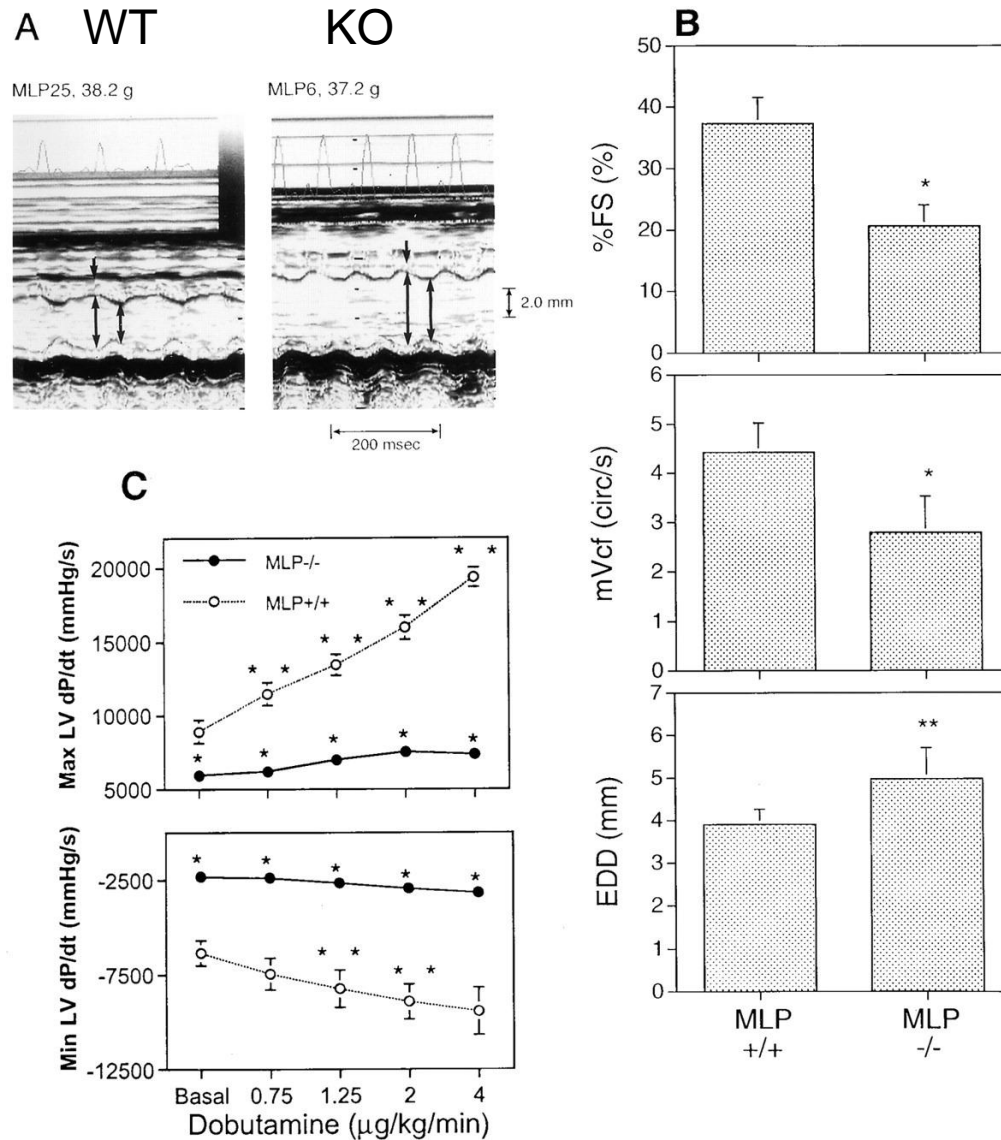 A WT KO
MLP25, 38.2 g
MLP6, 37.2 g
2.0 mm
200 msec
B
50
40
30
20
10
0
%FS (%)
*
6
5
4
3
2
1
0
mVcf (circ/s)
*
7
6
5
4
3
2
1
0
EDD (mm)
**
MLP +/+
MLP -/-
C
Max LV dP/dt (mmHg/s)
20000
15000
10000
5000
MLP-/-
MLP+/+
* *
* *
* *
* *
* * * * *
Min LV dP/dt (mmHg/s)
-2500
-7500
-12500
* * * * *
* * * *
Basal 0.75 1.25 2 4
Dobutamine (μg/kg/min)